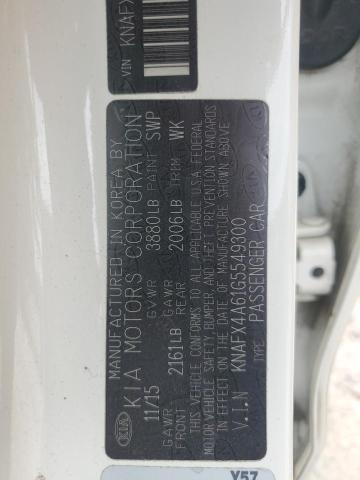 VIN KNAFX
KIA
MANUFACTURED IN KOREA BY
KIA MOTORS CORPORATION
11/15 GVWR 3880LB PAINT SWP
GAWR FRONT 2161LB GAWR REAR 2006LB TRIM WK
THIS VEHICLE CONFORMS TO ALL APPLICABLE U.S.A FEDERAL
MOTOR VEHICLE SAFETY, BUMPER, AND THEFT PREVENTION STANDARDS
IN EFFECT ON THE DATE OF MANUFACTURE SHOWN ABOVE.
V.I.N KNAFX4A61G5549300
TYPE PASSENGER CAR
Y57